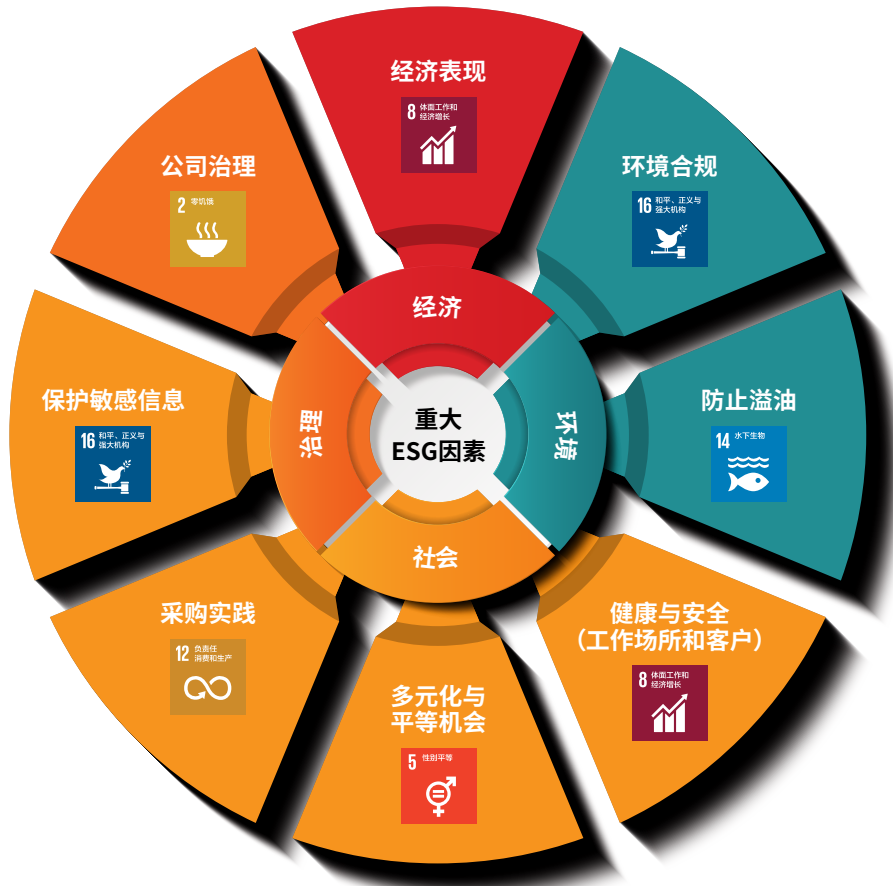 经济表现
8 体面工作和
经济增长
环境合规
16 和平、正义与
强大机构
防止溢油
14 水下生物
健康与安全
（工作场所和客户）
8 体面工作和
经济增长
多元化与
平等机会
5 性别平等
采购实践
12 负责任
消费和生产
保护敏感信息
16 和平、正义与
强大机构
公司治理
2 零饥饿
经济
环境
社会
治理
重大
ESG因素